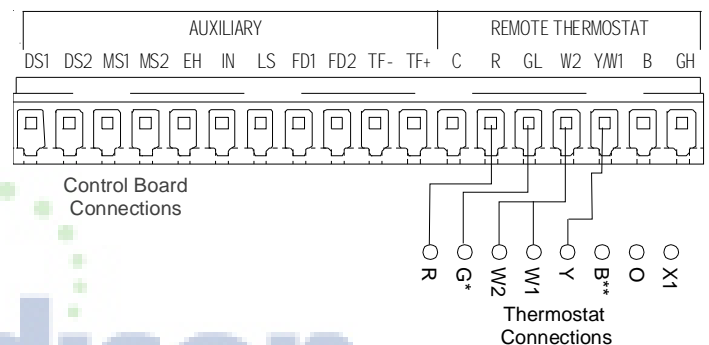 AUXILIARY REMOTE THERMOSTAT
DS1 DS2 MS1 MS2 EH IN LS FD1 FD2 TF- TF+ C R GL W2 Y/W1 B GH
Control Board
Connections
R G* W2 W1 Y B** O X1
Thermostat
Connections